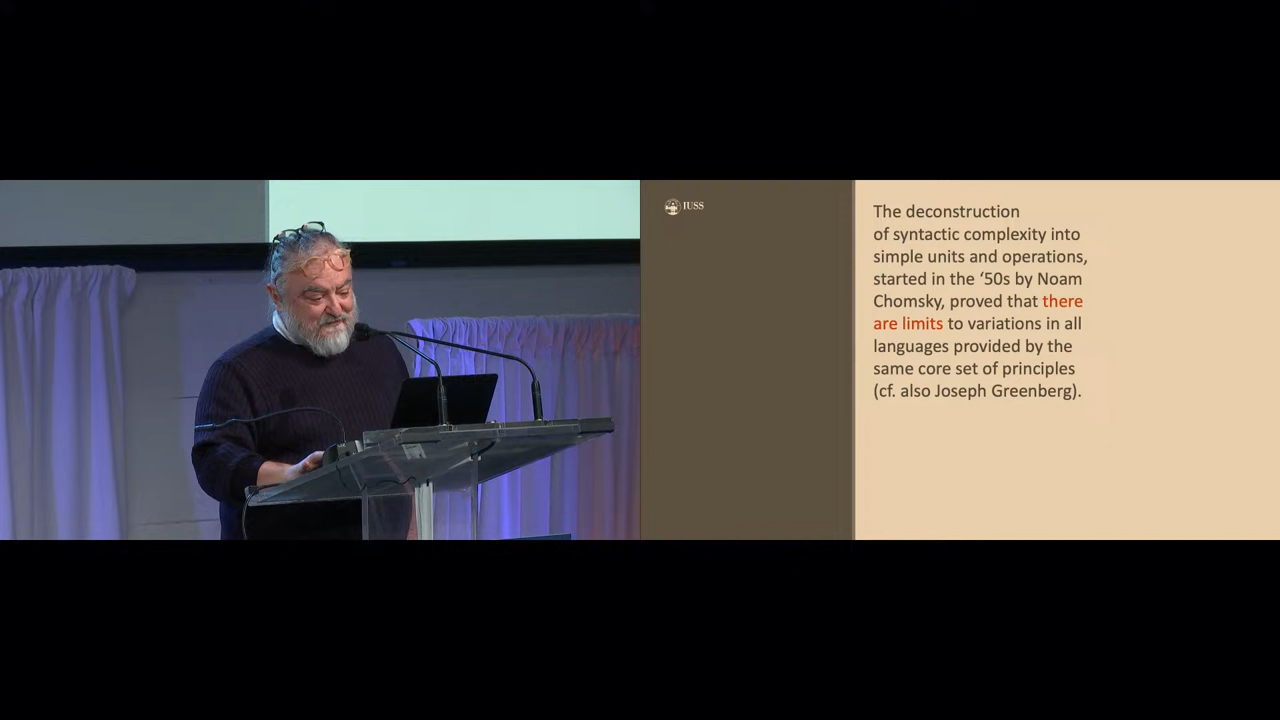 IUSS
The deconstruction
of syntactic complexity into
simple units and operations,
started in the ‘50s by Noam
Chomsky, proved that there
are limits to variations in all
languages provided by the
same core set of principles
(cf. also Joseph Greenberg).